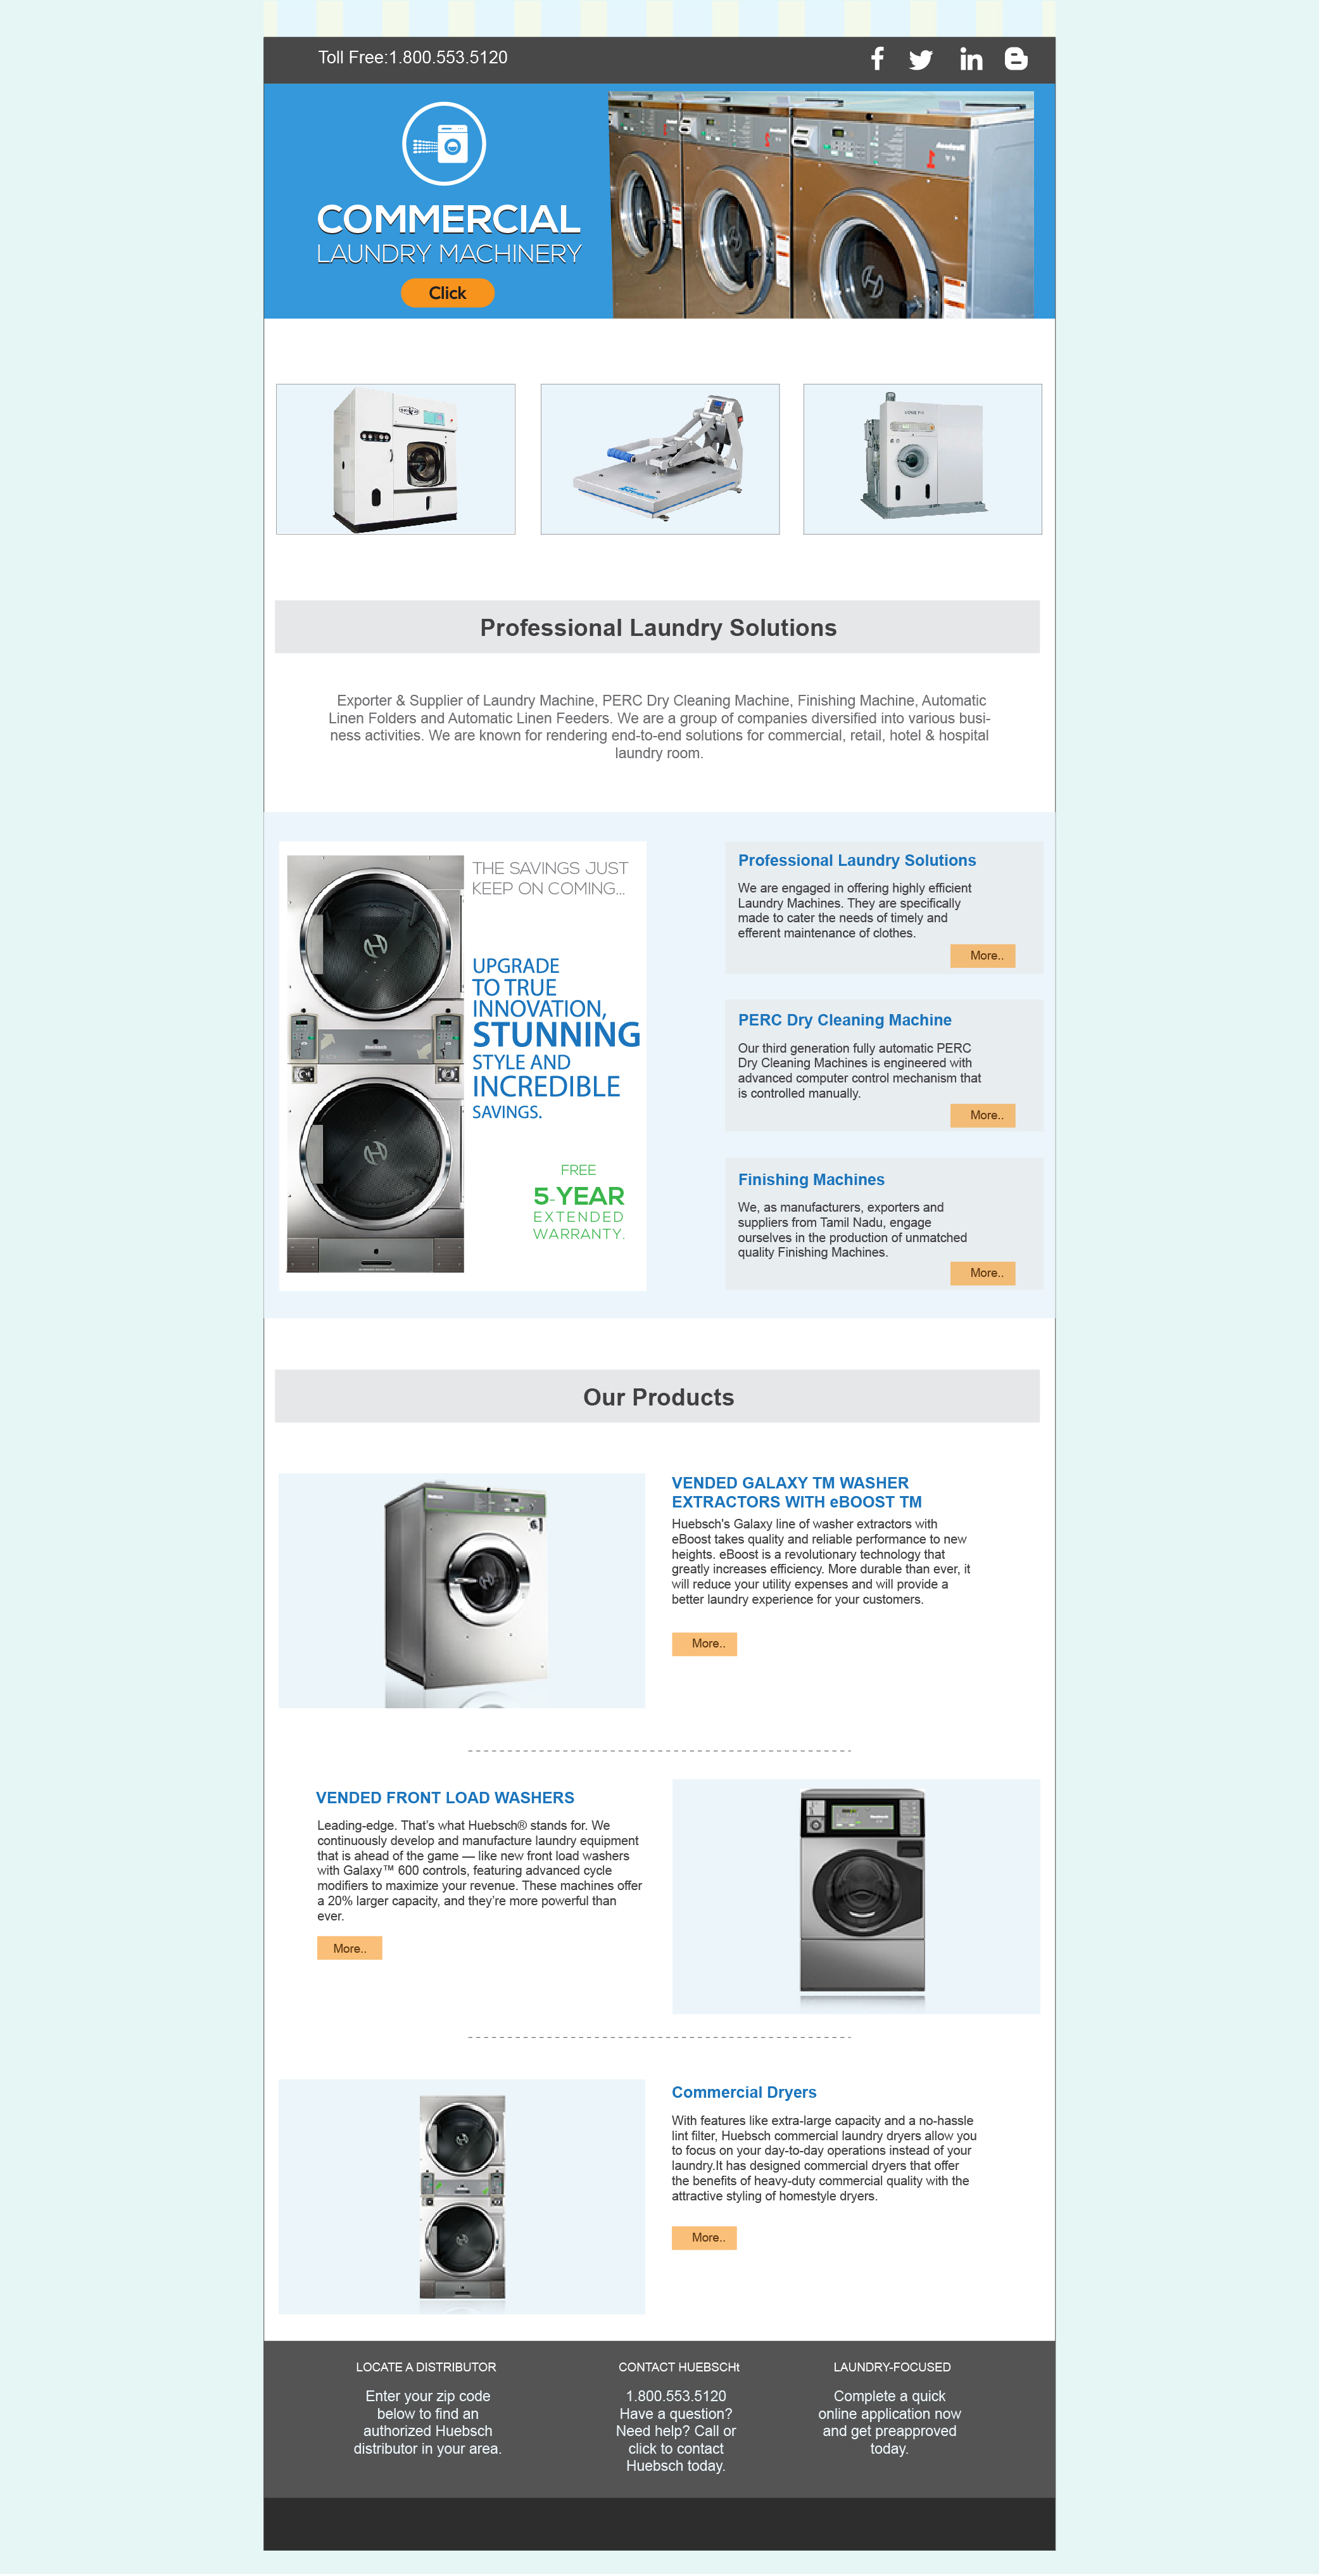 Toll Free:1.800.553.5120
COMMERCIAL
LAUNDRY MACHINERY
Click
Professional Laundry Solutions
Exporter & Supplier of Laundry Machine, PERC Dry Cleaning Machine, Finishing Machine, Automatic
Linen Folders and Automatic Linen Feeders. We are a group of companies diversified into various busi-
ness activities. We are known for rendering end-to-end solutions for commercial, retail, hotel & hospital
laundry room.
THE SAVINGS JUST
KEEP ON COMING...
UPGRADE
TO TRUE
INNOVATION,
STUNNING
STYLE AND
INCREDIBLE
SAVINGS.
FREE
5-YEAR
EXTENDED
WARRANTY.
Professional Laundry Solutions
We are engaged in offering highly efficient
Laundry Machines. They are specifically
made to cater the needs of timely and
efferent maintenance of clothes.
More..
PERC Dry Cleaning Machine
Our third generation fully automatic PERC
Dry Cleaning Machines is engineered with
advanced computer control mechanism that
is controlled manually.
More..
Finishing Machines
We, as manufacturers, exporters and
suppliers from Tamil Nadu, engage
ourselves in the production of unmatched
quality Finishing Machines.
More..
Our Products
VENDED GALAXY TM WASHER
EXTRACTORS WITH eBOOST TM
Huebsch's Galaxy line of washer extractors with
eBoost takes quality and reliable performance to new
heights. eBoost is a revolutionary technology that
greatly increases efficiency. More durable than ever, it
will reduce your utility expenses and will provide a
better laundry experience for your customers.
More..
VENDED FRONT LOAD WASHERS
Leading-edge. That's what Huebsch® stands for. We
continuously develop and manufacture laundry equipment
that is ahead of the game — like new front load washers
with Galaxy™ 600 controls, featuring advanced cycle
modifiers to maximize your revenue. These machines offer
a 20% larger capacity, and they're more powerful than
ever.
More..
Commercial Dryers
With features like extra-large capacity and a no-hassle
lint filter, Huebsch commercial laundry dryers allow you
to focus on your day-to-day operations instead of your
laundry.It has designed commercial dryers that offer
the benefits of heavy-duty commercial quality with the
attractive styling of homestyle dryers.
More..
LOCATE A DISTRIBUTOR
Enter your zip code
below to find an
authorized Huebsch
distributor in your area.
CONTACT HUEBSCHt
1.800.553.5120
Have a question?
Need help? Call or
click to contact
Huebsch today.
LAUNDRY-FOCUSED
Complete a quick
online application now
and get preapproved
today.